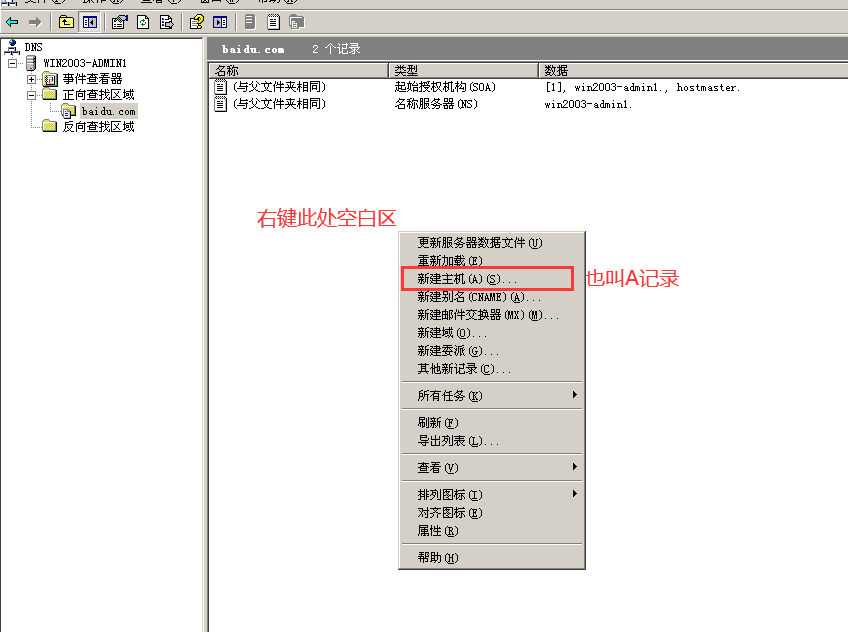 DNS
WIN2003-ADMIN1
事件查看器
正向查找区域
baidu.com
反向查找区域
baidu.com 2 个记录
名称 类型 数据
(与父文件夹相同) 起始授权机构(SOA) [1], win2003-admin1., hostmaster.
(与父文件夹相同) 名称服务器(NS) win2003-admin1.
右键此处空白区
更新服务器数据文件(U)
重新加载(E)
新建主机(A)(S)...
也叫A记录
新建别名(CNAME)(A)...
新建邮件交换器(MX)(M)...
新建域(O)...
新建委派(G)...
其他新记录(C)...
所有任务(K)
刷新(F)
导出列表(L)...
查看(V)
排列图标(I)
对齐图标(E)
属性(R)
帮助(H)